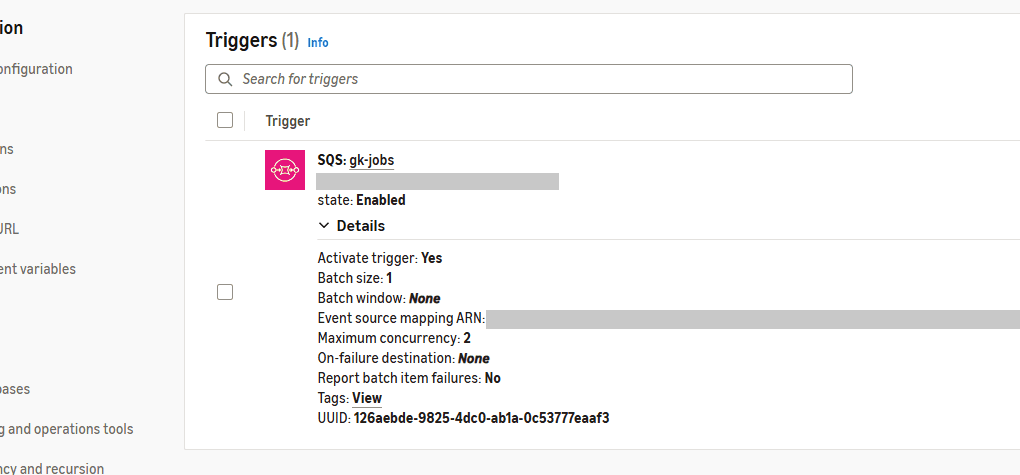 ion
onfiguration
ns
ons
URL
ent variables
bases
g and operations tools
ncy and recursion
Triggers (1) Info
Search for triggers
Trigger
SQS: gk-jobs
state: Enabled
Details
Activate trigger: Yes
Batch size: 1
Batch window: None
Event source mapping ARN:
Maximum concurrency: 2
On-failure destination: None
Report batch item failures: No
Tags: View
UUID: 126aebde-9825-4dc0-ab1a-0c53777eaaf3